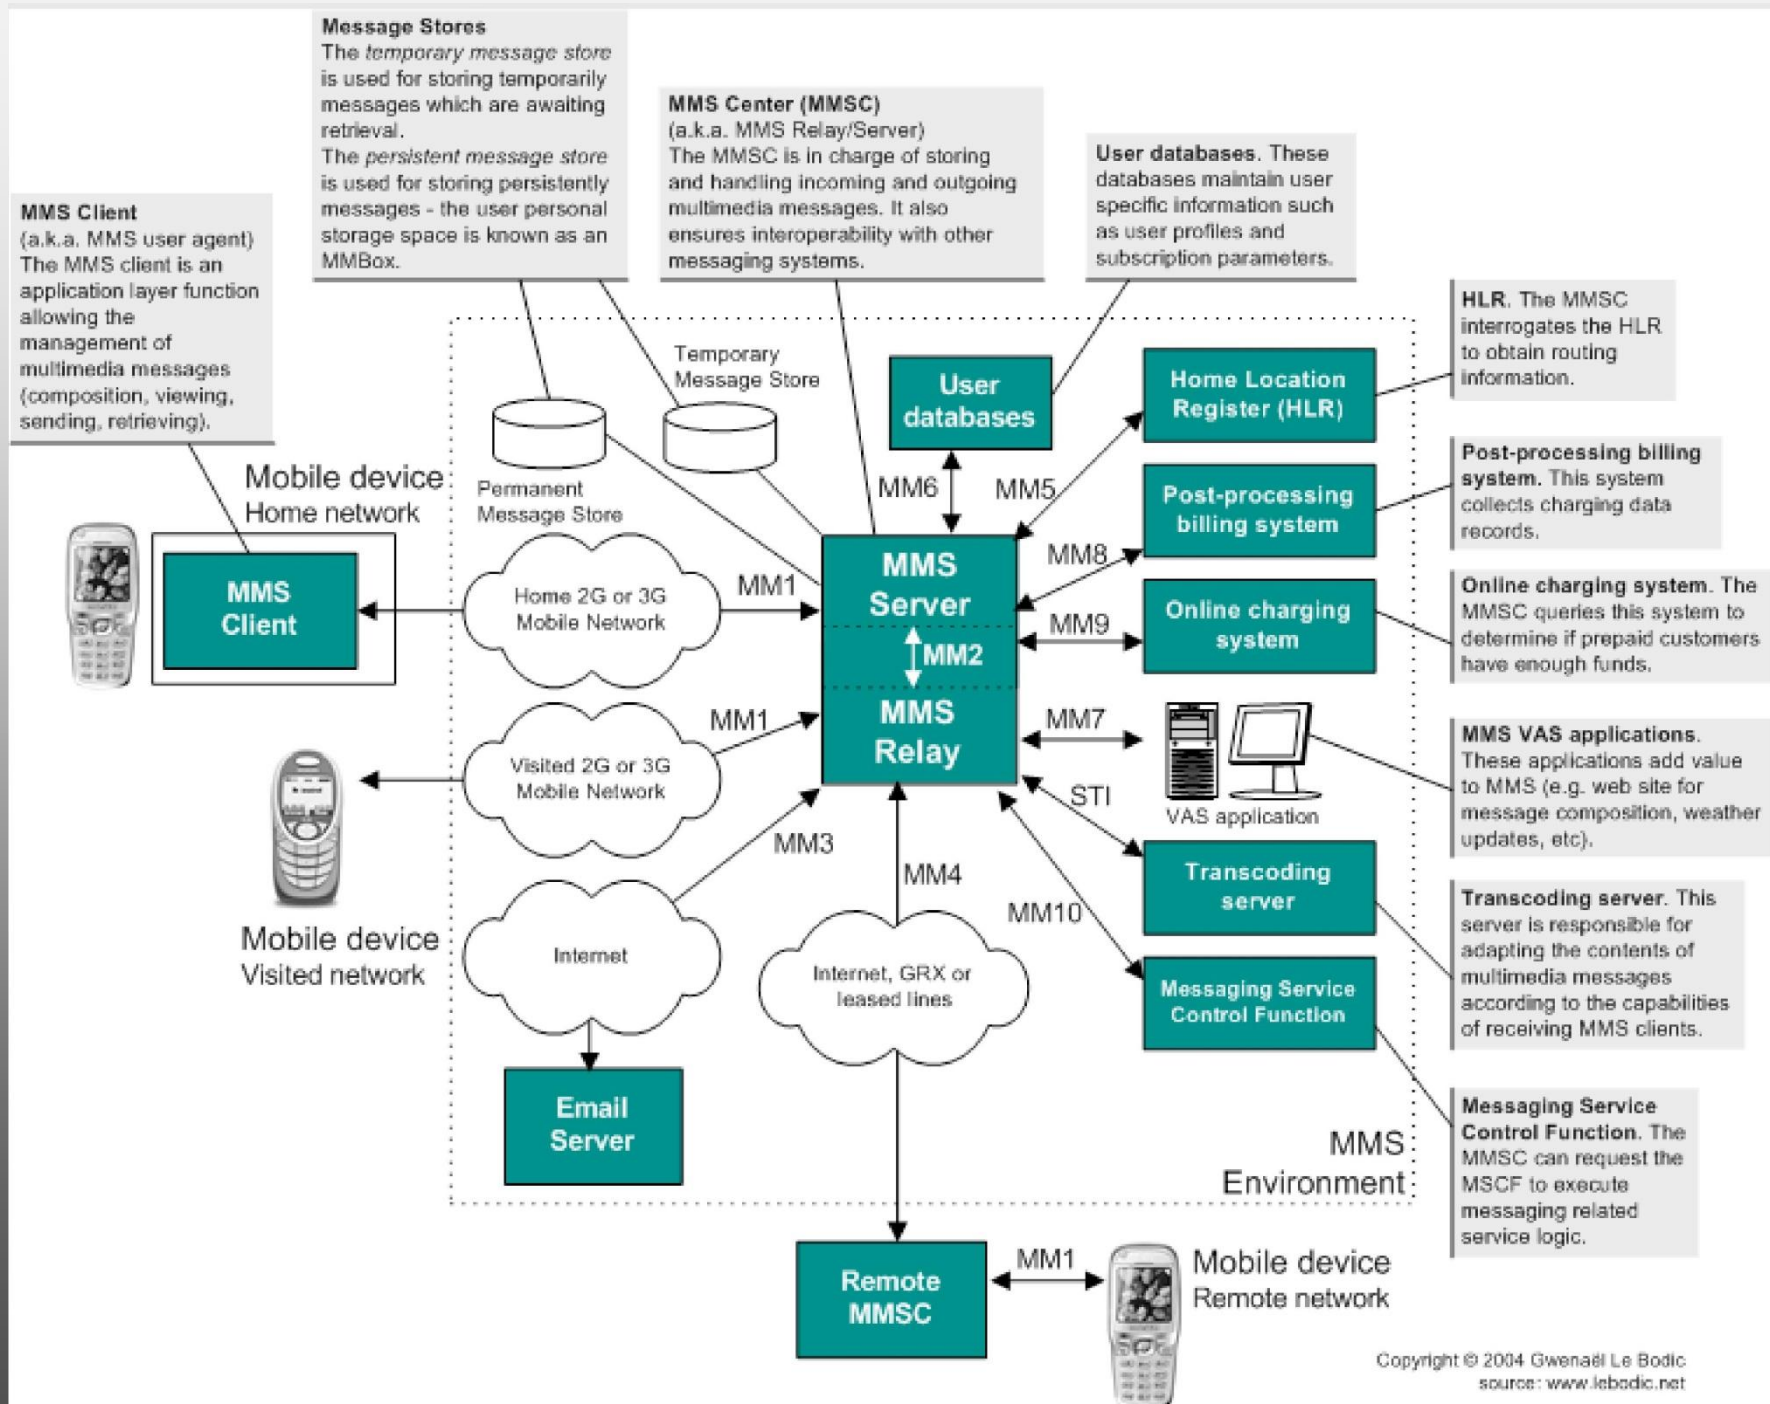 Message Stores
The temporary message store
is used for storing temporarily
messages which are awaiting
retrieval.
The persistent message store
is used for storing persistently
messages - the user personal
storage space is known as an
MMBox.
MMS Center (MMSC)
(a.k.a. MMS Relay/Server)
The MMSC is in charge of storing
and handling incoming and outgoing
multimedia messages. It also
ensures interoperability with other
messaging systems.
User databases. These
databases maintain user
specific information such
as user profiles and
subscription parameters.
MMS Client
(a.k.a. MMS user agent)
The MMS client is an
application layer function
allowing the
management of
multimedia messages
(composition, viewing,
sending, retrieving).
HLR. The MMSC
interrogates the HLR
to obtain routing
information.
Temporary
Message Store
User
databases
Home Location
Register (HLR)
Post-processing billing
system. This system
collects charging data
records.
Mobile device
Home network
Permanent
Message Store
MM6
MM5
Post-processing
billing system
MMS
Client
Home 2G or 3G
Mobile Network
MM1
MMS
Server
MM8
MM9
Online charging
system
Online charging system. The
MMSC queries this system to
determine if prepaid customers
have enough funds.
MM2
MMS
Relay
MM1
MM7
VAS application
MMS VAS applications.
These applications add value
to MMS (e.g. web site for
message composition, weather
updates, etc).
Visited 2G or 3G
Mobile Network
STI
MM3
MM4
MM10
Transcoding
server
Transcoding server. This
server is responsible for
adapting the contents of
multimedia messages
according to the capabilities
of receiving MMS clients.
Mobile device
Visited network
Internet
Internet, GRX or
leased lines
Messaging Service
Control Function
Email
Server
MMS
Environment
Messaging Service
Control Function. The
MMSC can request the
MSCF to execute
messaging related
service logic.
Remote
MMSC
MM1
Mobile device
Remote network
Copyright © 2004 Gwenaël Le Bodic
source: www.lebodic.net